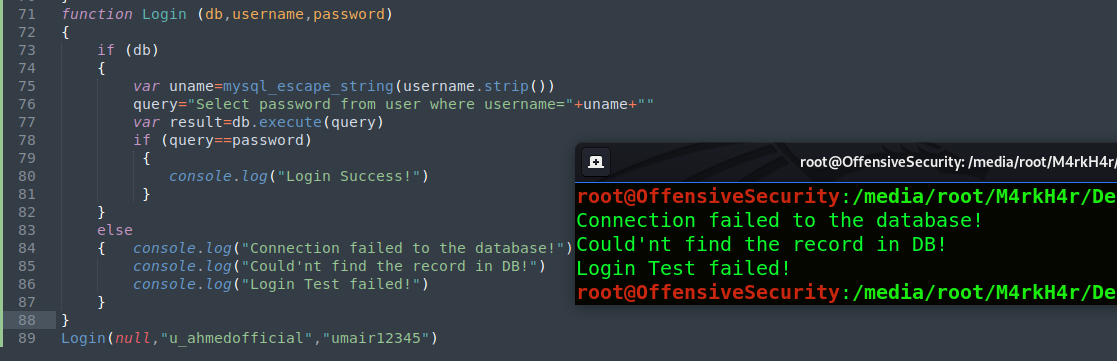 71 function Login (db,username,password)
72 {
73 if (db)
74 {
75 var uname=mysql_escape_string(username.strip())
76 query="Select password from user where username="+uname+""
77 var result=db.execute(query)
78 if (query==password)
79 {
80 console.log("Login Success!")
81 }
82 }
83 else
84 { console.log("Connection failed to the database!")
85 console.log("Could'nt find the record in DB!")
86 console.log("Login Test failed!")
87 }
88 }
89 Login(null,"u_ahmedofficial","umair12345")
root@OffensiveSecurity: /media/root/M4rkH4r/
root@OffensiveSecurity:/media/root/M4rkH4r/De
Connection failed to the database!
Could'nt find the record in DB!
Login Test failed!
root@OffensiveSecurity:/media/root/M4rkH4r/De